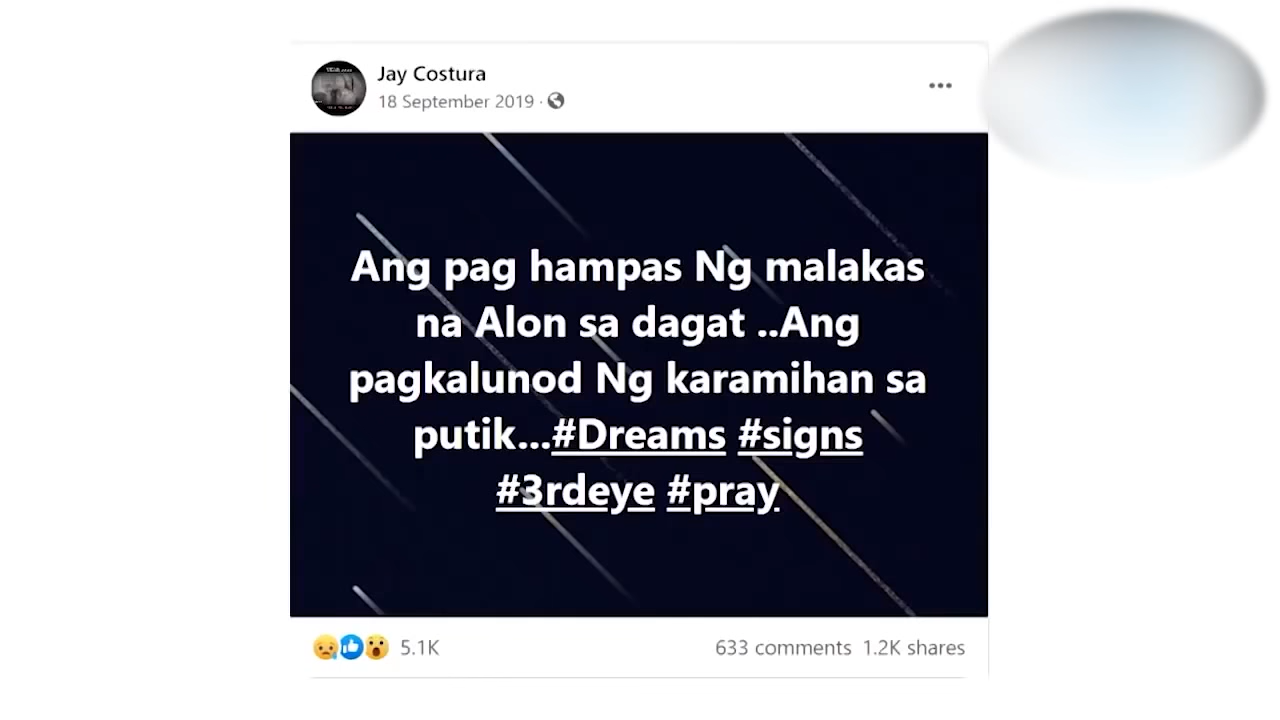 Jay Costura
18 September 2019 ·
Ang pag hampas Ng malakas
na Alon sa dagat ..Ang
pagkalunod Ng karamihan sa
putik...#Dreams #signs
#3rdeye #pray
5.1K 633 comments 1.2K shares